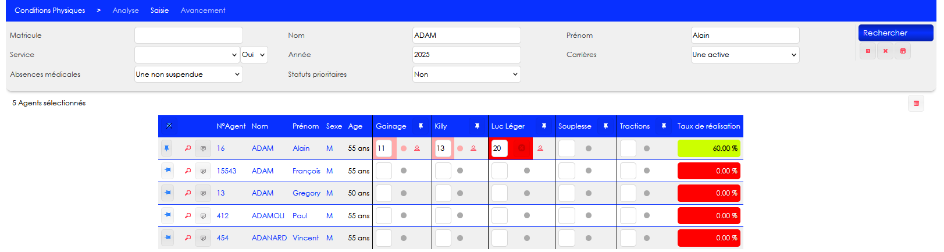 Conditions Physiques > Analyse Saisie Avancement
Matricule Nom ADAM Prénom Alain Rechercher
Service Oui Année 2025 Carrières Une active
Absences médicales Une non suspendue Statuts prioritaires Non
5 Agents sélectionnés
N°Agent Nom Prénom Sexe Age Gainage Killy Luc Léger Souplesse Tractions Taux de réalisation
16 ADAM Alain M 55 ans 11 13 20 60.00 %
15543 ADAM François M 55 ans 0.00 %
13 ADAM Gregory M 50 ans 0.00 %
412 ADAMOU Paul M 55 ans 0.00 %
454 ADANARD Vincent M 55 ans 0.00 %